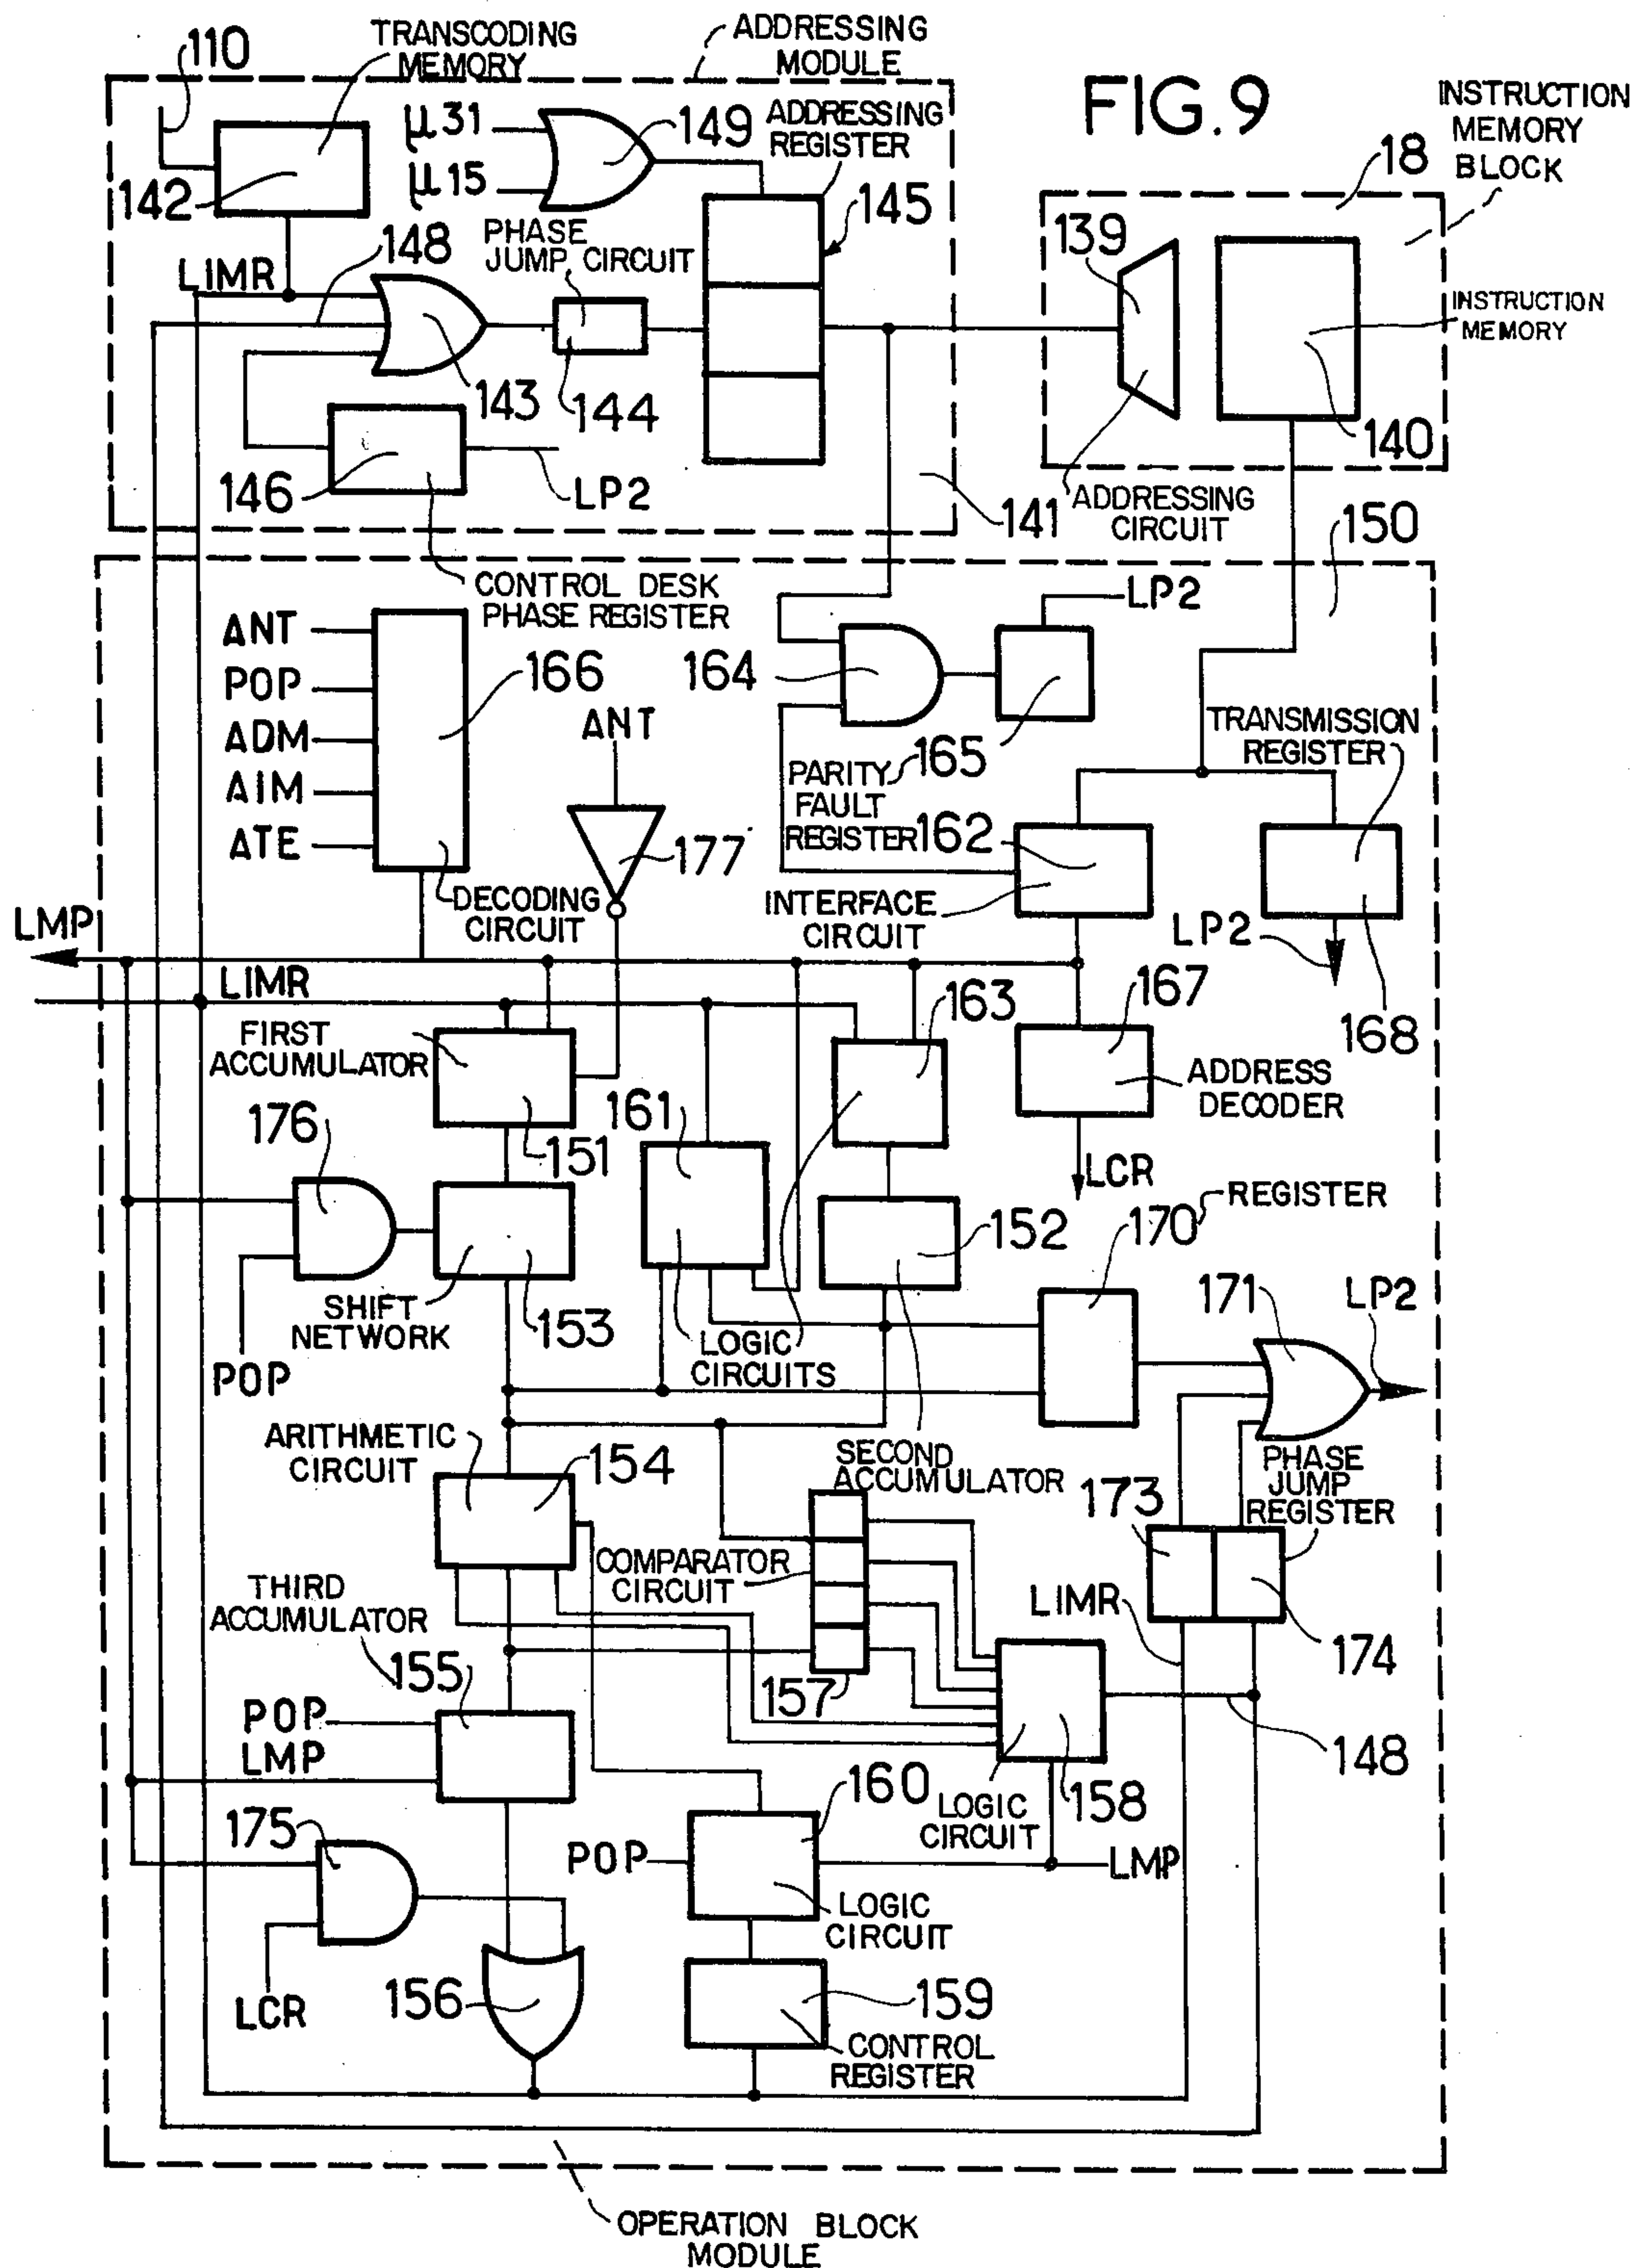 110
TRANSCODING
MEMORY
ADDRESSING
MODULE
FIG.9
INSTRUCTION
MEMORY
BLOCK
18
μ31
μ15
149
ADDRESSING
REGISTER
142
148
LIMR
PHASE
JUMP CIRCUIT
145
139
INSTRUCTION
MEMORY
143
144
140
146
LP2
141
ADDRESSING
CIRCUIT
150
CONTROL DESK
PHASE REGISTER
LP2
ANT
POP
ADM
AIM
ATE
166
ANT
164
165
TRANSMISSION
REGISTER
PARITY
FAULT
REGISTER
162
177
DECODING
CIRCUIT
INTERFACE
CIRCUIT
LMP
LP2
LIMR
163
167
168
FIRST
ACCUMULATOR
ADDRESS
DECODER
161
176
151
LCR
170
REGISTER
152
171
LP2
SHIFT
NETWORK
153
LOGIC
CIRCUITS
POP
ARITHMETIC
CIRCUIT
154
SECOND
ACCUMULATOR
PHASE
JUMP
REGISTER
173
COMPARATOR
CIRCUIT
THIRD
ACCUMULATOR
LIMR
174
155
157
POP
LMP
148
160
LOGIC
CIRCUIT
158
175
POP
LMP
LOGIC
CIRCUIT
LCR
156
159
CONTROL
REGISTER
OPERATION BLOCK
MODULE